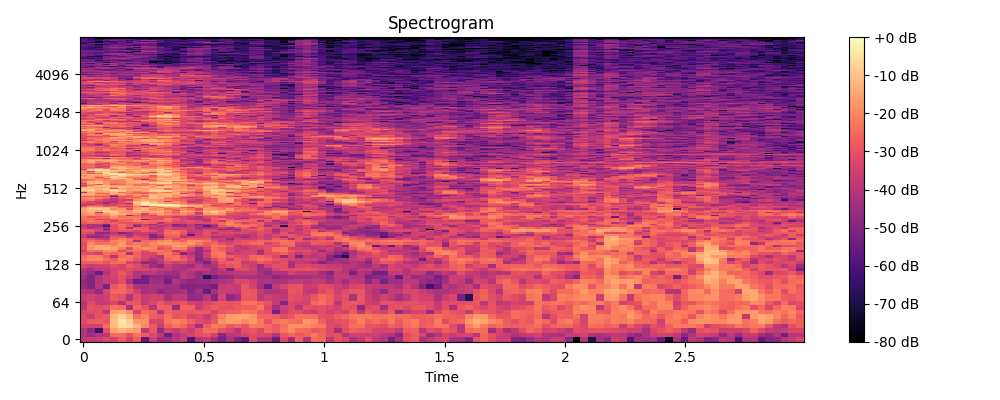 Spectrogram
Hz
4096
2048
1024
512
256
128
64
0
0
0.5
1
1.5
2
2.5
Time
+0 dB
-10 dB
-20 dB
-30 dB
-40 dB
-50 dB
-60 dB
-70 dB
-80 dB